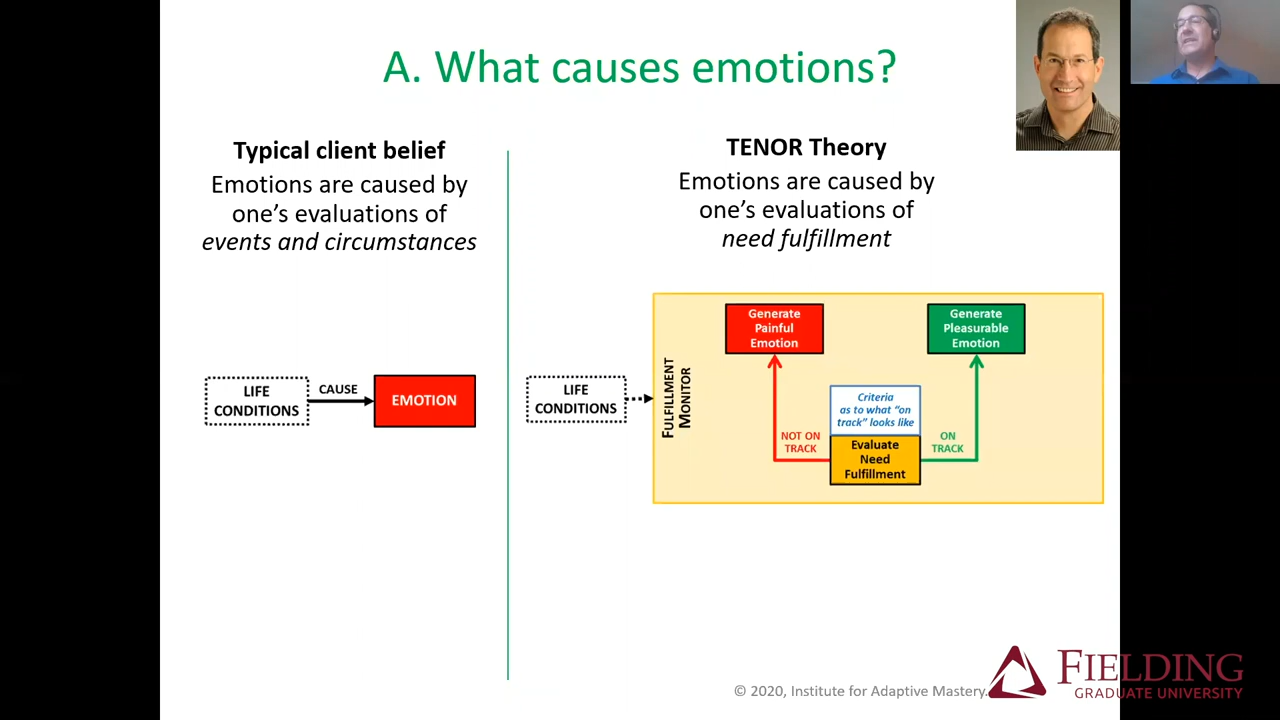 A. What causes emotions?
Typical client belief
Emotions are caused by
one’s evaluations of
events and circumstances
LIFE
CONDITIONS
CAUSE
EMOTION
TENOR Theory
Emotions are caused by
one’s evaluations of
need fulfillment
LIFE
CONDITIONS
FULFILLMENT
MONITOR
Generate
Painful
Emotion
Generate
Pleasurable
Emotion
Criteria
as to what “on
track” looks like
NOT ON
TRACK
Evaluate
Need
Fulfillment
ON
TRACK
© 2020, Institute for Adaptive Mastery.
FIELDING
GRADUATE UNIVERSITY